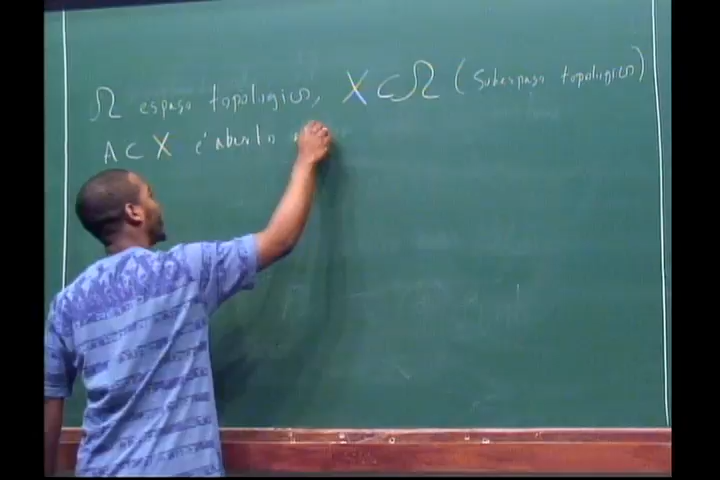 Ω espaço topológico, X ⊂ Ω (subespaço topológico)
A ⊂ X é aberto